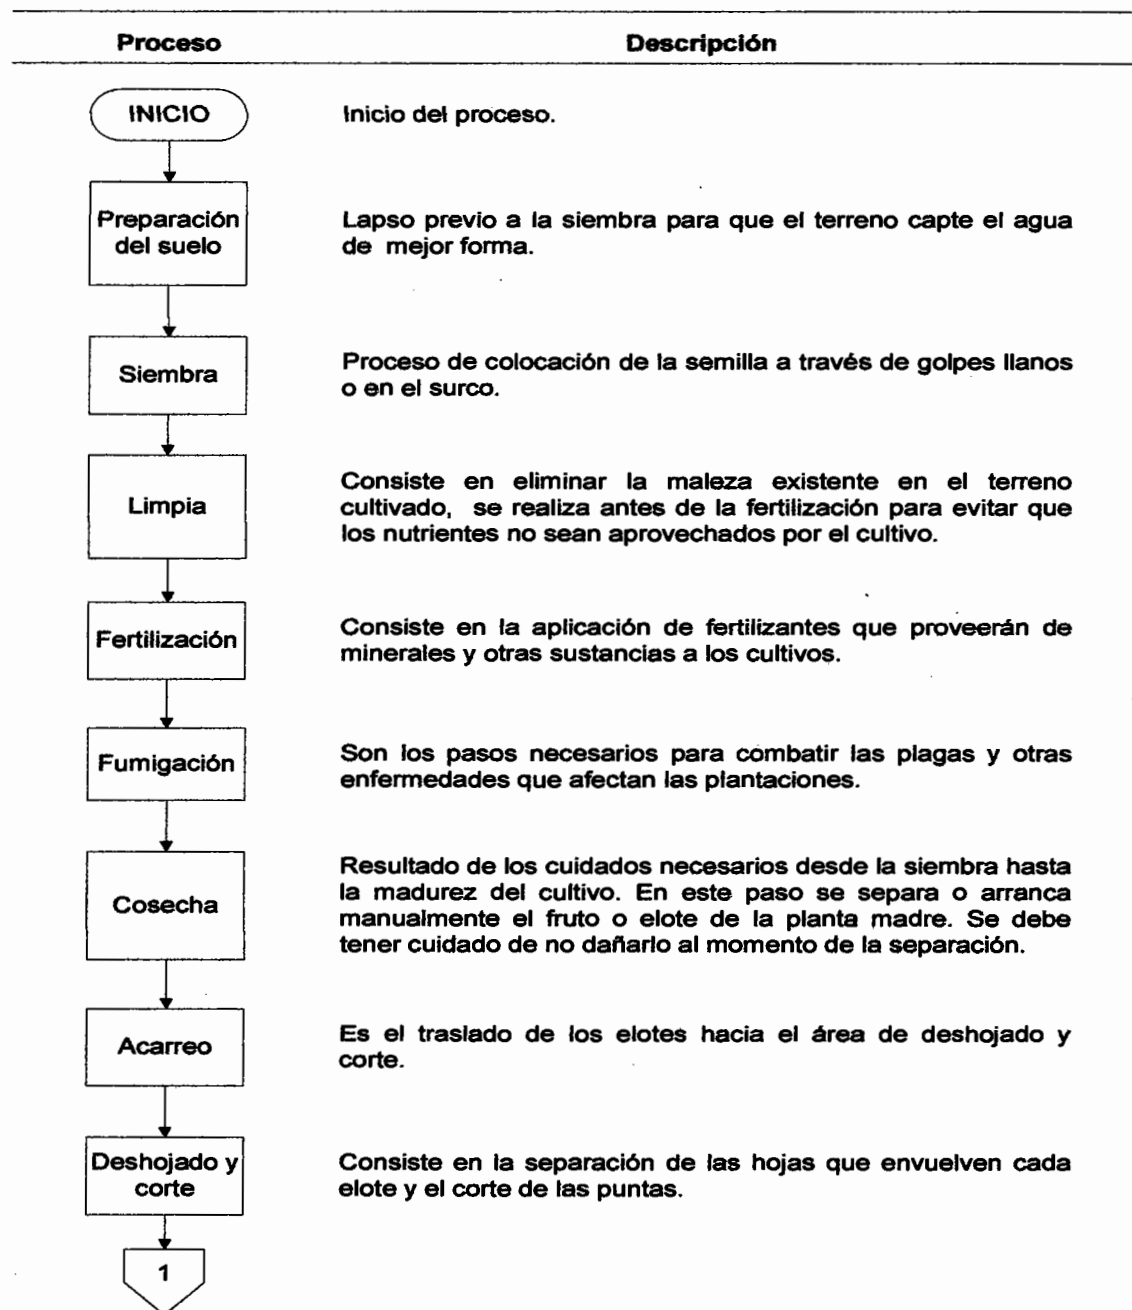 Proceso Descripción
INICIO Inicio del proceso.
Preparación Lapso previo a la siembra para que el terreno capte el agua
del suelo de mejor forma.
Siembra Proceso de colocación de la semilla a través de golpes llanos
o en el surco.
Consiste en eliminar la maleza existente en el terreno
Limpia cultivado, se realiza antes de la fertilización para evitar que
los nutrientes no sean aprovechados por el cultivo.
Fertilización Consiste en la aplicación de fertilizantes que proveerán de
minerales y otras sustancias a los cultivos.
Fumigación Son los pasos necesarios para combatir las plagas y otras
enfermedades que afectan las plantaciones.
Resultado de los cuidados necesarios desde la siembra hasta
la madurez del cultivo. En este paso se separa o arranca
Cosecha manualmente el fruto o elote de la planta madre. Se debe
tener cuidado de no dañarlo al momento de la separación.
Acarreo Es el traslado de los elotes hacia el área de deshojado y
corte.
Deshojado y Consiste en la separación de las hojas que envuelven cada
corte elote y el corte de las puntas.
1